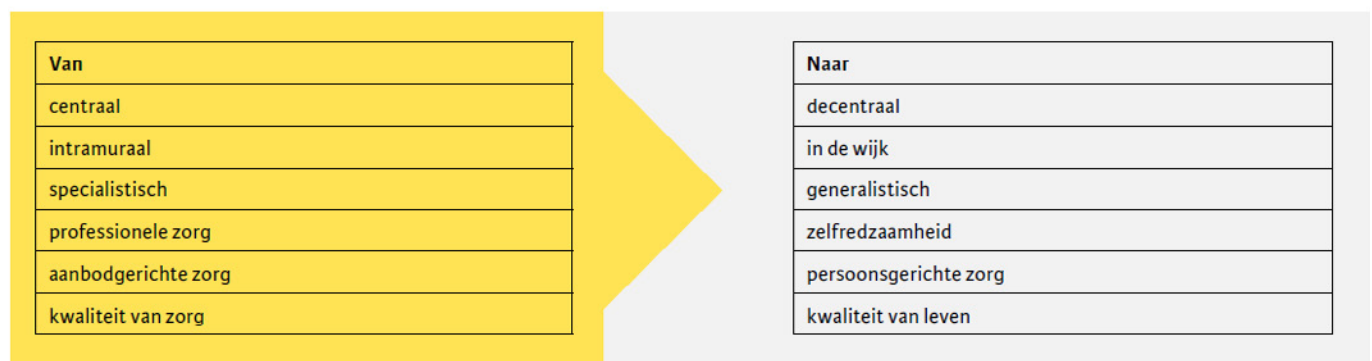 Van
centraal
intramuraal
specialistisch
professionele zorg
aanbodgerichte zorg
kwaliteit van zorg
Naar
decentraal
in de wijk
generalistisch
zelfredzaamheid
persoonsgerichte zorg
kwaliteit van leven